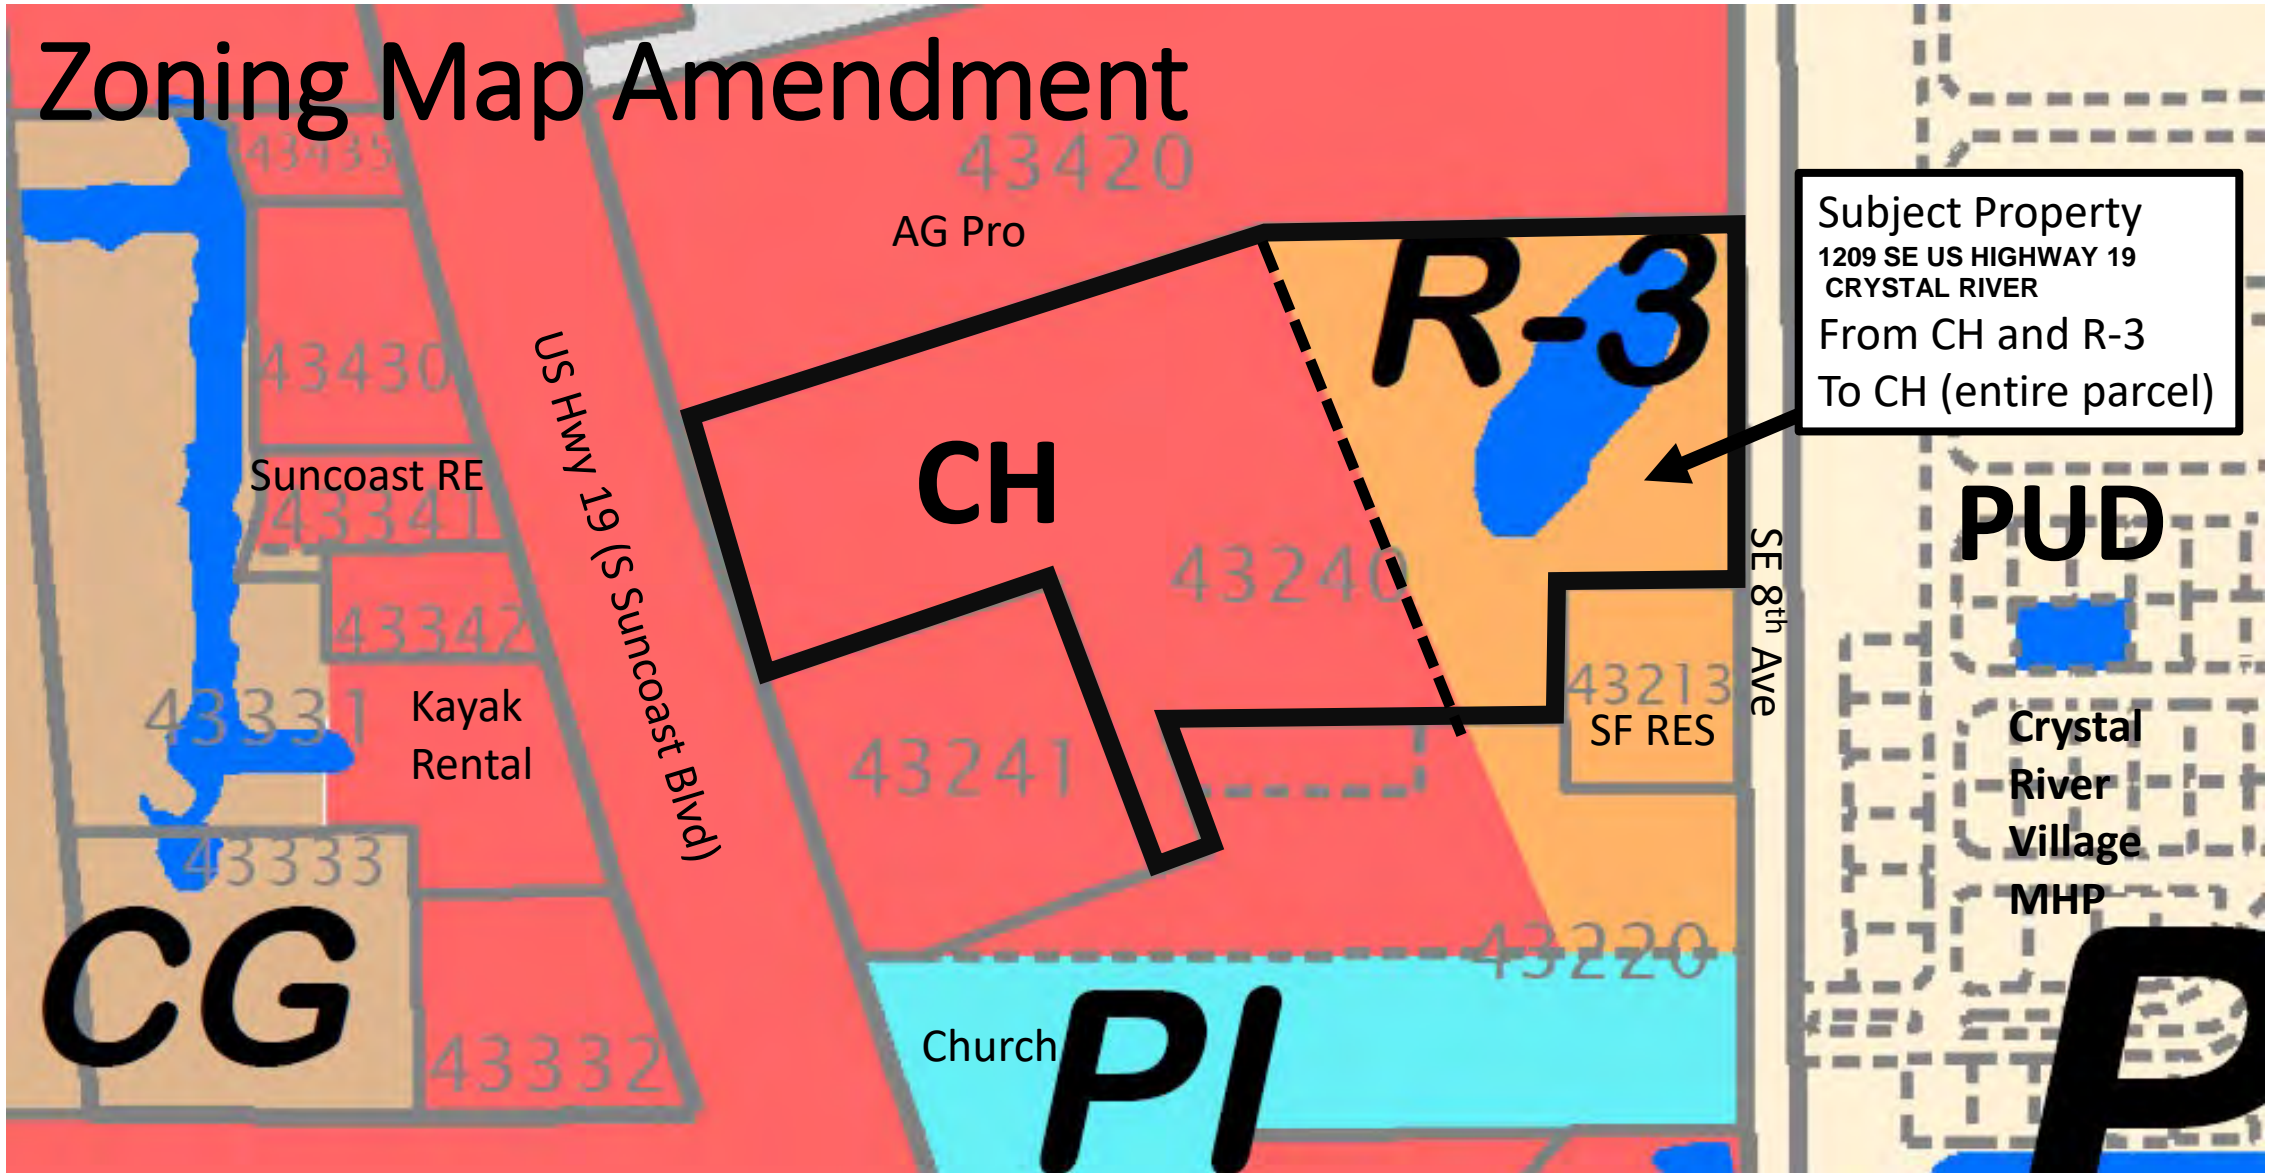 Zoning Map Amendment
43435
43420
AG Pro
Subject Property
1209 SE US HIGHWAY 19
CRYSTAL RIVER
From CH and R-3
To CH (entire parcel)
R-3
43430
US Hwy 19 (S Suncoast Blvd)
CH
Suncoast RE
43341
43240
PUD
SE 8th Ave
43342
43331
Kayak
Rental
43213
SF RES
43241
Crystal
River
Village
MHP
43333
CG
43220
Church
PI
43332
P